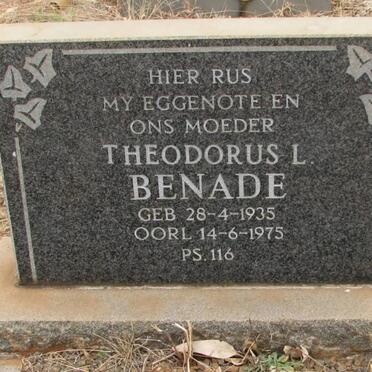 HIER RUS
MY EGGENOTE EN
ONS MOEDER
THEODORUS L.
BENADE
GEB 28-4-1935
OORL 14-6-1975
PS. 116